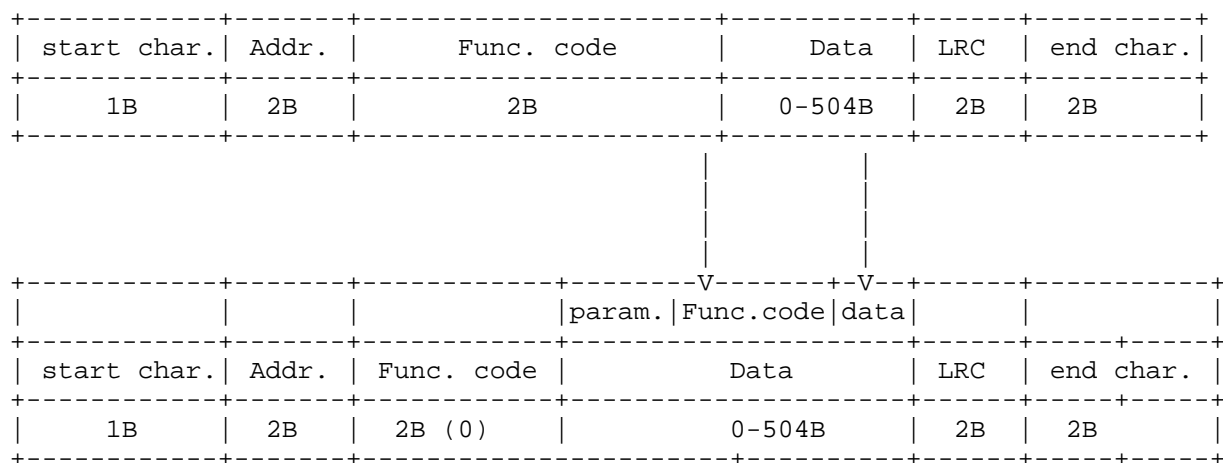 +------------+-------+--------------------+-----------+------+----------+
| start char.| Addr. |     Func. code     |     Data  | LRC  | end char.|
+------------+-------+--------------------+-----------+------+----------+
|     1B     |  2B   |        2B          |   0-504B  |  2B  |  2B      |
+------------+-------+--------------------+-----------+------+----------+
|        |
|        |
|        |
|        |
+------------+-------+-----------+--------V-------+-V--+------+-----------+
|            |       |           |param.|Func.code|data|      |           |
+------------+-------+-----------+--------------------+------+-----+-----+
| start char.| Addr. | Func. code |         Data         | LRC  | end char. |
+------------+-------+-----------+--------------------+------+-----+-----+
|     1B     |  2B   |  2B (0)    |         0-504B       |  2B  |  2B       |
+------------+-------+---------------------+----------+------+-----+-----+